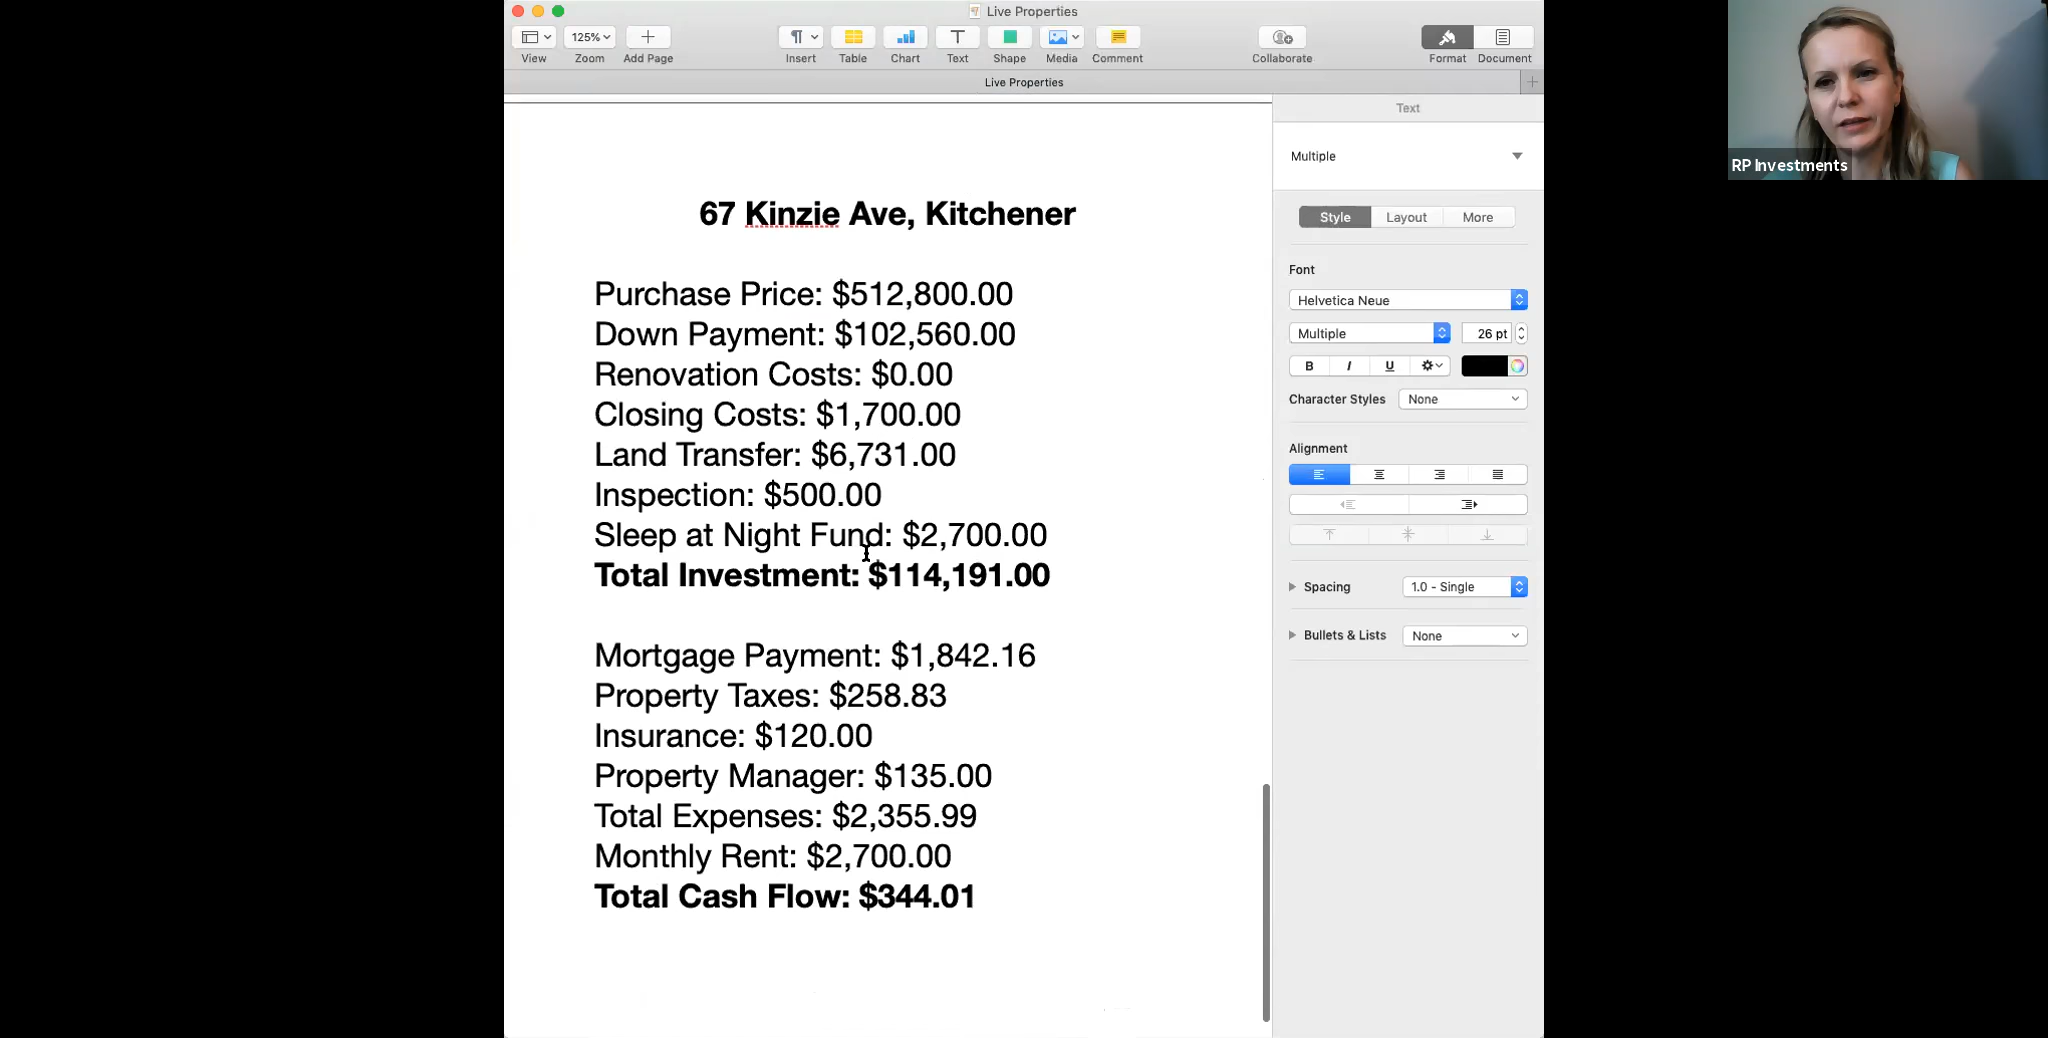 Live Properties
125%
View
Zoom
Add Page
Insert
Table
Chart
Text
Shape
Media
Comment
Collaborate
Format
Document
Live Properties
67 Kinzie Ave, Kitchener
Purchase Price: $512,800.00
Down Payment: $102,560.00
Renovation Costs: $0.00
Closing Costs: $1,700.00
Land Transfer: $6,731.00
Inspection: $500.00
Sleep at Night Fund: $2,700.00
Total Investment: $114,191.00
Mortgage Payment: $1,842.16
Property Taxes: $258.83
Insurance: $120.00
Property Manager: $135.00
Total Expenses: $2,355.99
Monthly Rent: $2,700.00
Total Cash Flow: $344.01
Text
Multiple
Style Layout More
Font
Helvetica Neue
Multiple 26 pt
B I U
Character Styles None
Alignment
Spacing 1.0 - Single
Bullets & Lists None
RP Investments